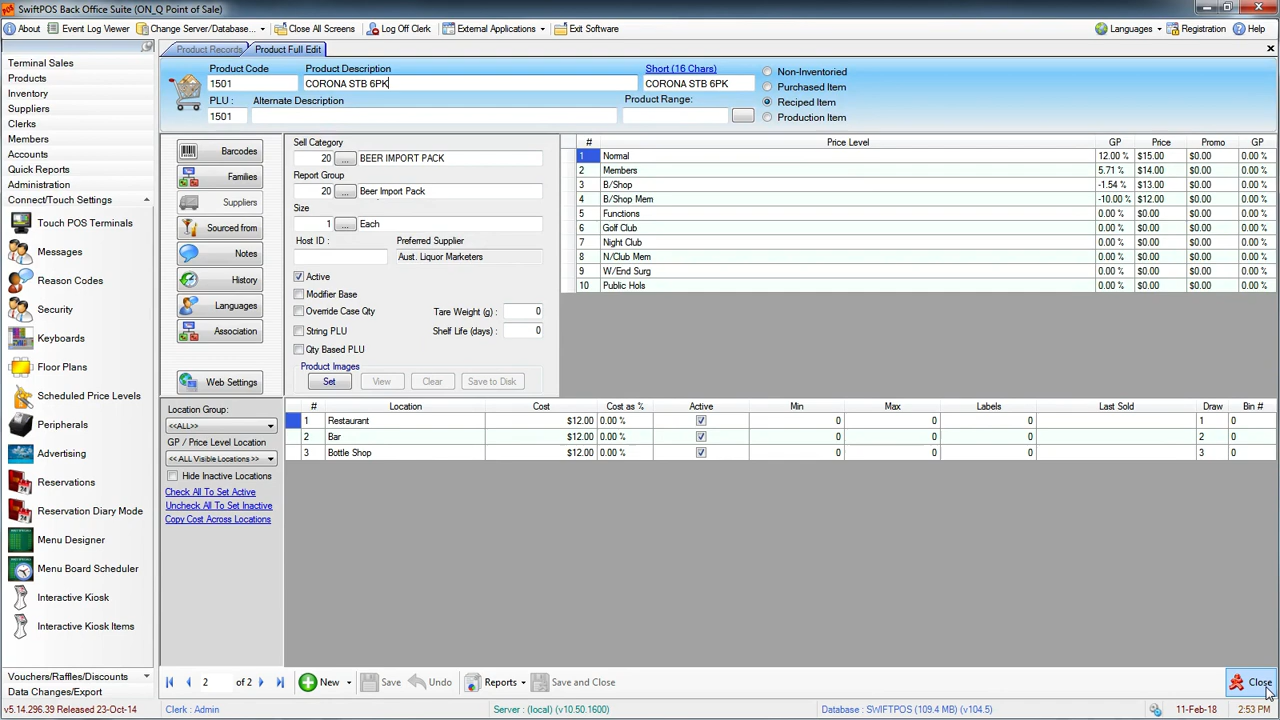 SwiftPOS Back Office Suite (ON_Q Point of Sale)
About Event Log Viewer Change Server/Database... Close All Screens Log Off Clerk External Applications Exit Software Languages Registration Help
Product Records Product Full Edit
Terminal Sales
Products
Inventory
Suppliers
Clerks
Members
Accounts
Quick Reports
Administration
Connect/Touch Settings
Touch POS Terminals
Messages
Reason Codes
Security
Keyboards
Floor Plans
Scheduled Price Levels
Peripherals
Advertising
Reservations
Reservation Diary Mode
Menu Designer
Menu Board Scheduler
Interactive Kiosk
Interactive Kiosk Items
Vouchers/Raffles/Discounts
Data Changes/Export
Product Code Product Description Short (16 Chars)
1501 CORONA STB 6PK CORONA STB 6PK
PLU : Alternate Description Product Range:
1501
Non-Inventoried
Purchased Item
Reciped Item
Production Item
Barcodes
Families
Suppliers
Sourced from
Notes
History
Languages
Association
Web Settings
Sell Category
20 ... BEER IMPORT PACK
Report Group
20 ... Beer Import Pack
Size
1 ... Each
Host ID : Preferred Supplier
Aust. Liquor Marketers
Active
Modifier Base
Override Case Qty Tare Weight (g) : 0
String PLU Shelf Life (days) : 0
Qty Based PLU
Product Images
Set View Clear Save to Disk
# Price Level GP Price Promo GP
1 Normal 12.00 % $15.00 $0.00 0.00 %
2 Members 5.71 % $14.00 $0.00 0.00 %
3 B/Shop -1.54 % $13.00 $0.00 0.00 %
4 B/Shop Mem -10.00 % $12.00 $0.00 0.00 %
5 Functions 0.00 % $0.00 $0.00 0.00 %
6 Golf Club 0.00 % $0.00 $0.00 0.00 %
7 Night Club 0.00 % $0.00 $0.00 0.00 %
8 N/Club Mem 0.00 % $0.00 $0.00 0.00 %
9 W/End Surg 0.00 % $0.00 $0.00 0.00 %
10 Public Hols 0.00 % $0.00 $0.00 0.00 %
Location Group:
<<ALL>>
GP / Price Level Location
<< ALL Visible Locations >>
Hide Inactive Locations
Check All To Set Active
Uncheck All To Set Inactive
Copy Cost Across Locations
# Location Cost Cost as % Active Min Max Labels Last Sold Draw Bin #
1 Restaurant $12.00 0.00 % 0 0 0 1 0
2 Bar $12.00 0.00 % 0 0 0 2 0
3 Bottle Shop $12.00 0.00 % 0 0 0 3 0
2 of 2 New Save Undo Reports Save and Close Close
v5.14.296.39 Released 23-Oct-14 Clerk : Admin Server : (local) (v10.50.1600) Database : SWIFTPOS (109.4 MB) (v104.5) 11-Feb-18 2:53 PM